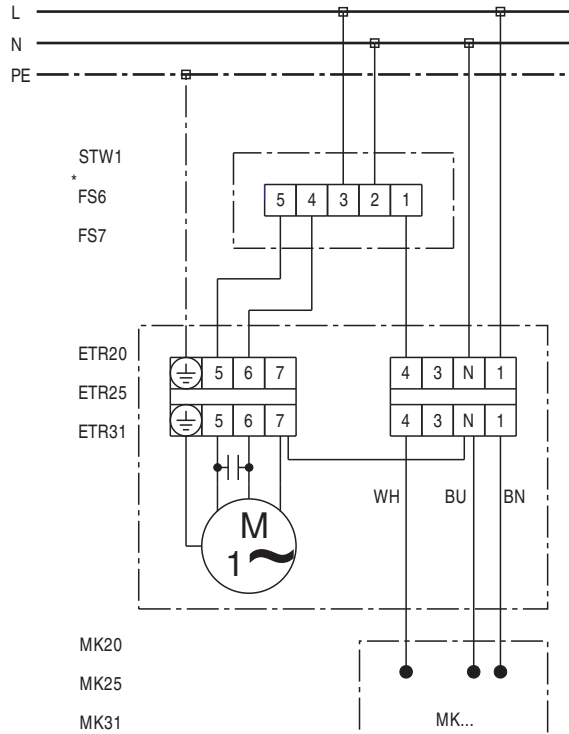 L
N
PE
STW1
*
FS6
FS7
5 4 3 2 1
ETR20
ETR25
ETR31
5 6 7
4 3 N 1
5 6 7
4 3 N 1
WH BU BN
M
1~
MK20
MK25
MK31
MK...